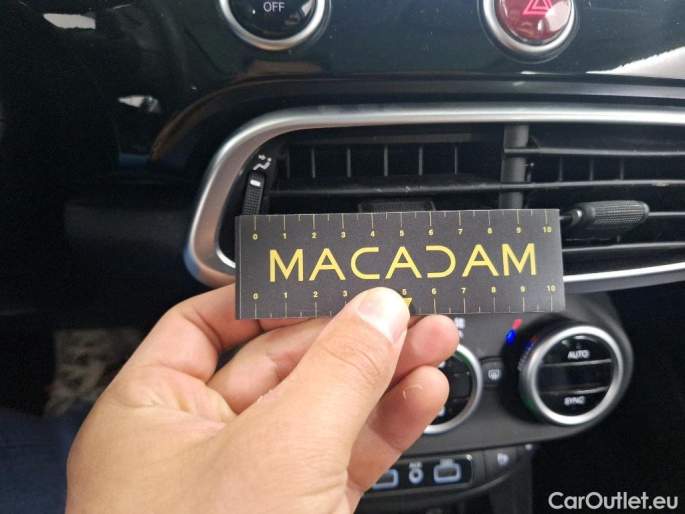 OFF
0 1 2 3 4 5 6 7 8 9 10
MACADAM
0 1 2 3 5 6 7 8 9 10
AUTO
SYNC
AUX
CarOutlet.eu